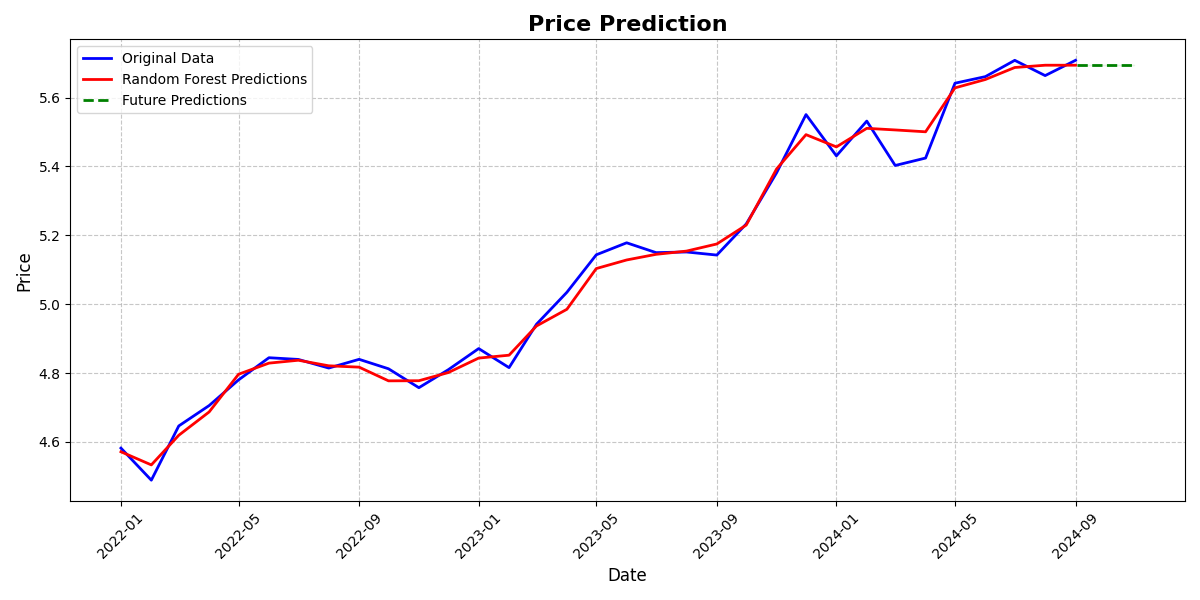 Price Prediction
Original Data
Random Forest Predictions
Future Predictions
Price
5.6
5.4
5.2
5.0
4.8
4.6
2022-01
2022-05
2022-09
2023-01
2023-05
2023-09
2024-01
2024-05
2024-09
Date